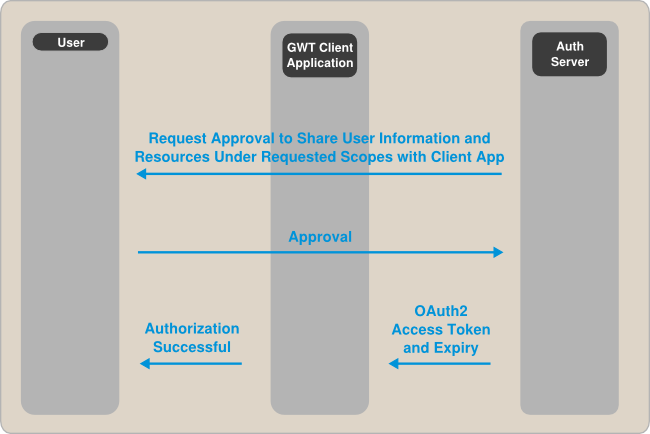 User
GWT Client
Application
Auth
Server
Request Approval to Share User Information and
Resources Under Requested Scopes with Client App
Approval
Authorization
Successful
OAuth2
Access Token
and Expiry